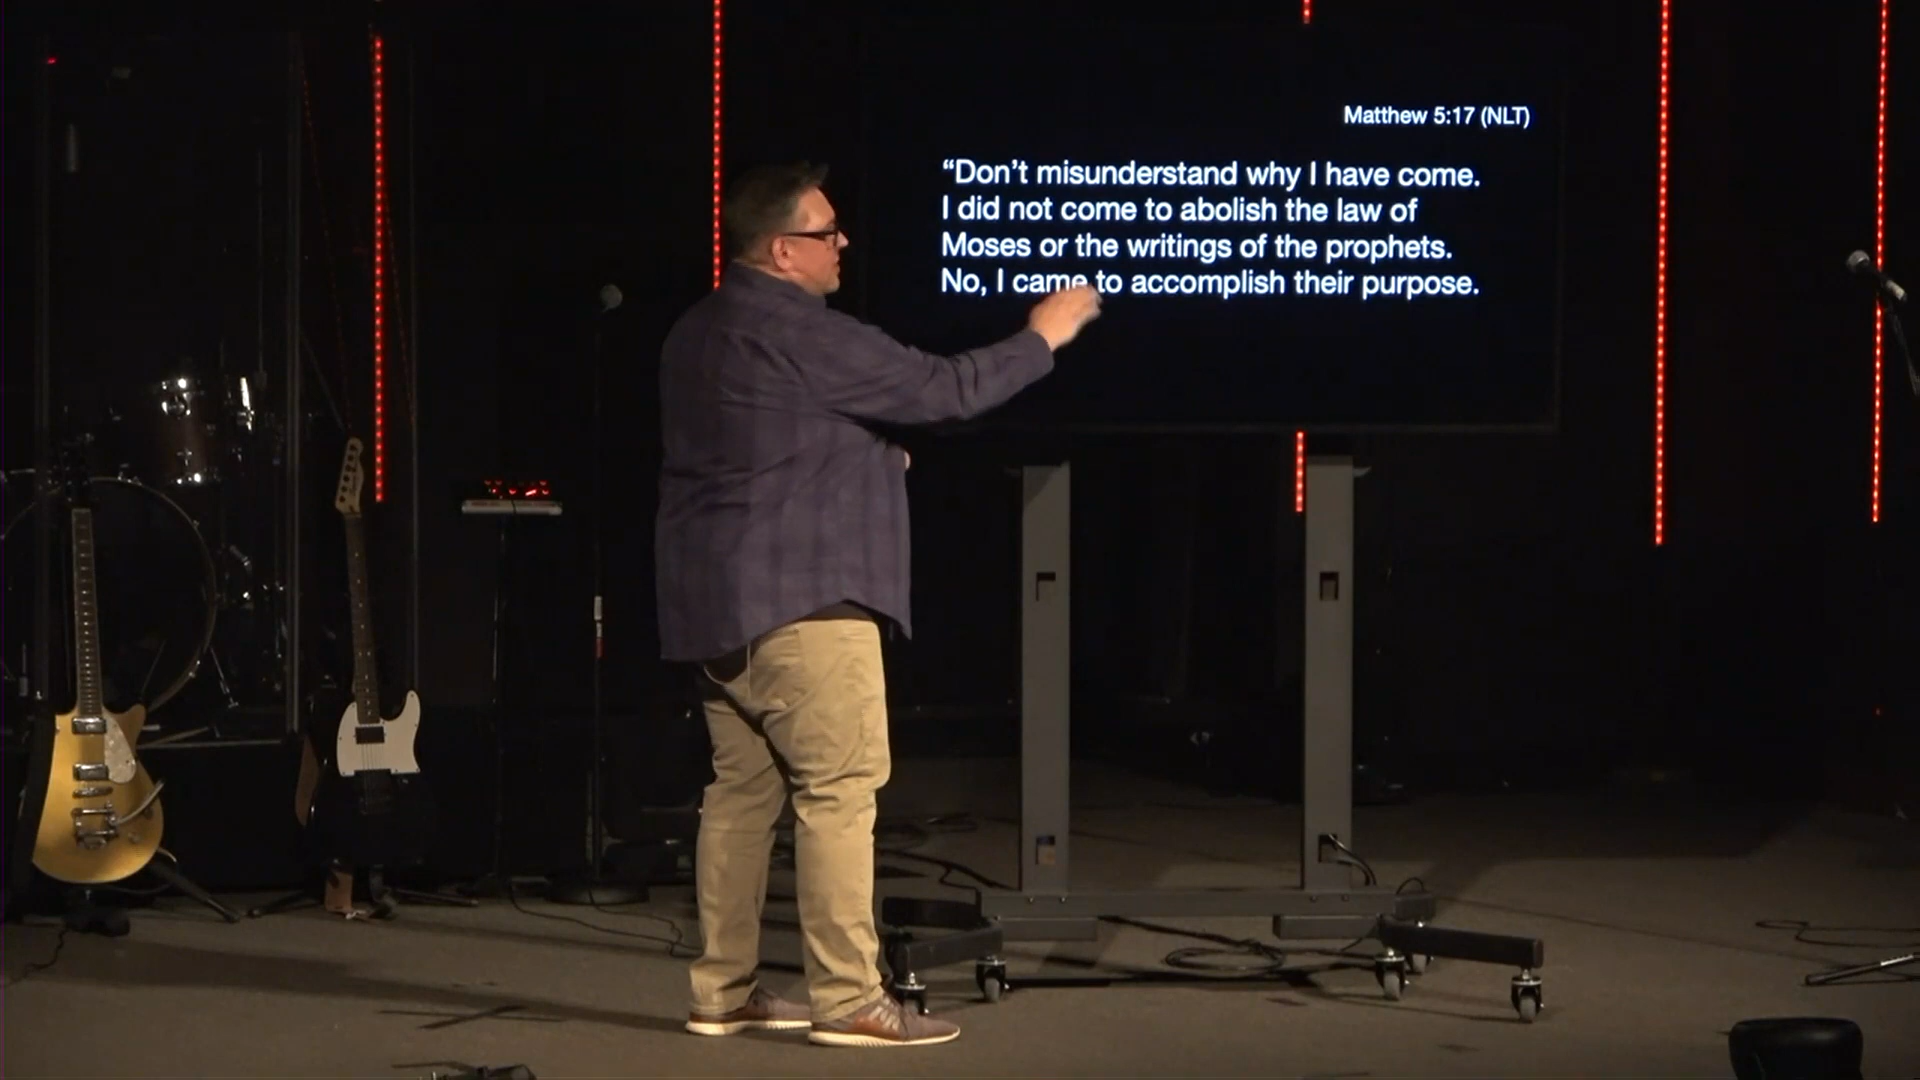 Matthew 5:17 (NLT)
“Don’t misunderstand why I have come.
I did not come to abolish the law of
Moses or the writings of the prophets.
No, I came to accomplish their purpose.